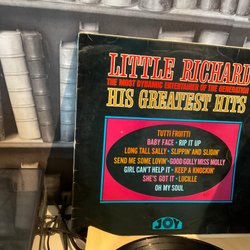 LITTLE RICHARD
THE MOST DYNAMIC ENTERTAINER OF THE GENERATION
HIS GREATEST HITS
TUTTI FRUITTI
BABY FACE • RIP IT UP
LONG TALL SALLY • SLIPPIN' AND SLIDIN'
SEND ME SOME LOVIN' • GOOD GOLLY MISS MOLLY
GIRL CAN'T HELP IT • KEEP A KNOCKIN'
SHE'S GOT IT • LUCILLE
OH MY SOUL
JOY